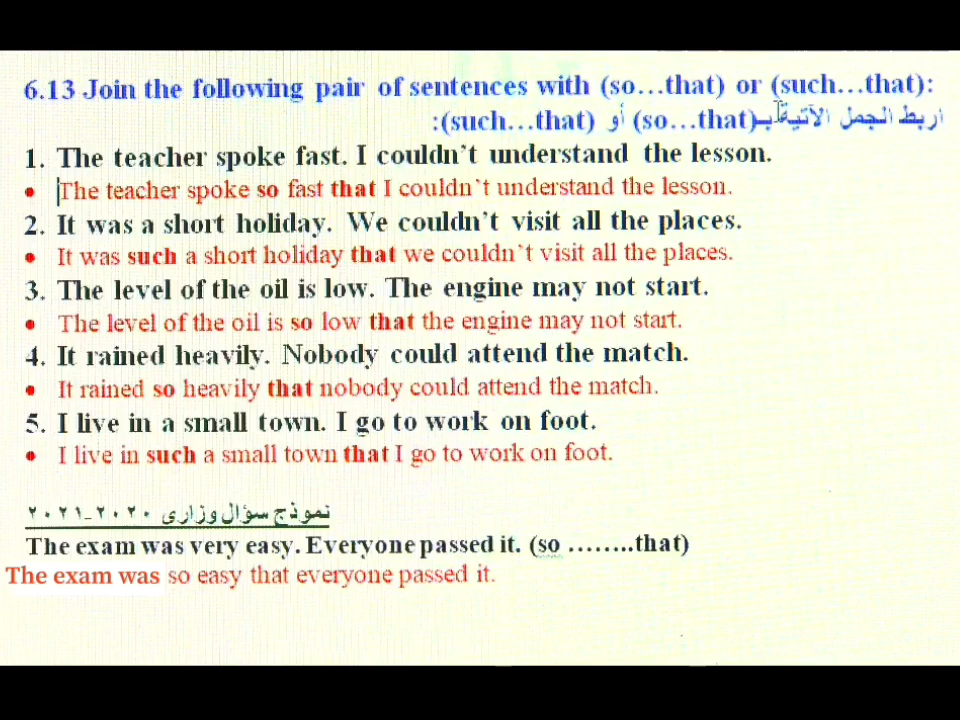 6.13 Join the following pair of sentences with (so…that) or (such…that):
اربط الجمل الآتية بـ(so…that) أو (such…that):
1. The teacher spoke fast. I couldn't understand the lesson.
• The teacher spoke so fast that I couldn't understand the lesson.
2. It was a short holiday. We couldn't visit all the places.
• It was such a short holiday that we couldn't visit all the places.
3. The level of the oil is low. The engine may not start.
• The level of the oil is so low that the engine may not start.
4. It rained heavily. Nobody could attend the match.
• It rained so heavily that nobody could attend the match.
5. I live in a small town. I go to work on foot.
• I live in such a small town that I go to work on foot.
نموذج سؤال وزارى ٢٠٢٠-٢٠٢١
The exam was very easy. Everyone passed it. (so ……..that)
The exam was so easy that everyone passed it.